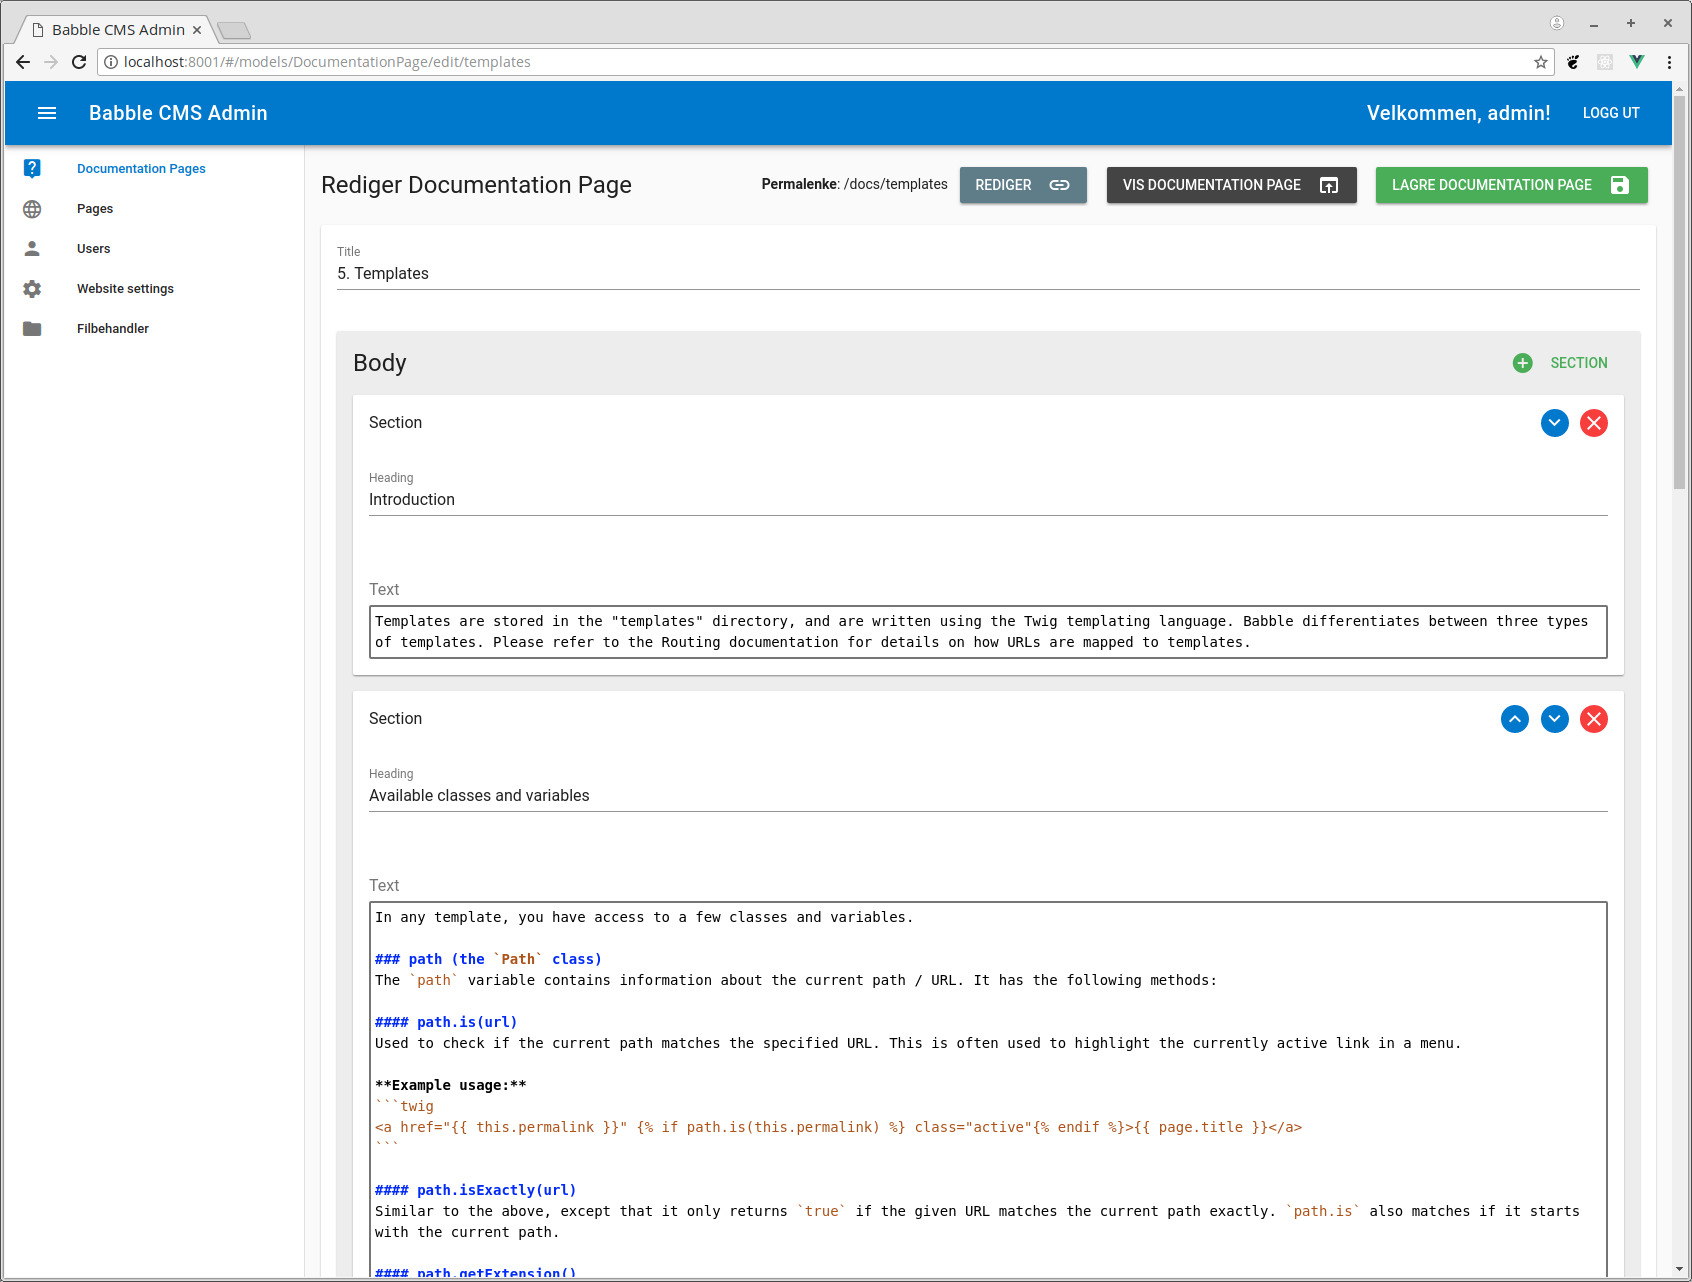 Babble CMS Admin
localhost:8001/#/models/DocumentationPage/edit/templates
Babble CMS Admin
Velkommen, admin!
LOGG UT
Documentation Pages
Pages
Users
Website settings
Filbehandler
Rediger Documentation Page
Permalenke: /docs/templates
REDIGER
VIS DOCUMENTATION PAGE
LAGRE DOCUMENTATION PAGE
Title
5. Templates
Body
SECTION
Section
Heading
Introduction
Text
Templates are stored in the "templates" directory, and are written using the Twig templating language. Babble differentiates between three types
of templates. Please refer to the Routing documentation for details on how URLs are mapped to templates.
Section
Heading
Available classes and variables
Text
In any template, you have access to a few classes and variables.
### path (the `Path` class)
The `path` variable contains information about the current path / URL. It has the following methods:
#### path.is(url)
Used to check if the current path matches the specified URL. This is often used to highlight the currently active link in a menu.
**Example usage:**
```twig
<a href="{{ this.permalink }}" {% if path.is(this.permalink) %} class="active"{% endif %}>{{ page.title }}</a>
```
#### path.isExactly(url)
Similar to the above, except that it only returns `true` if the given URL matches the current path exactly. `path.is` also matches if it starts
with the current path.
#### path.getExtension()